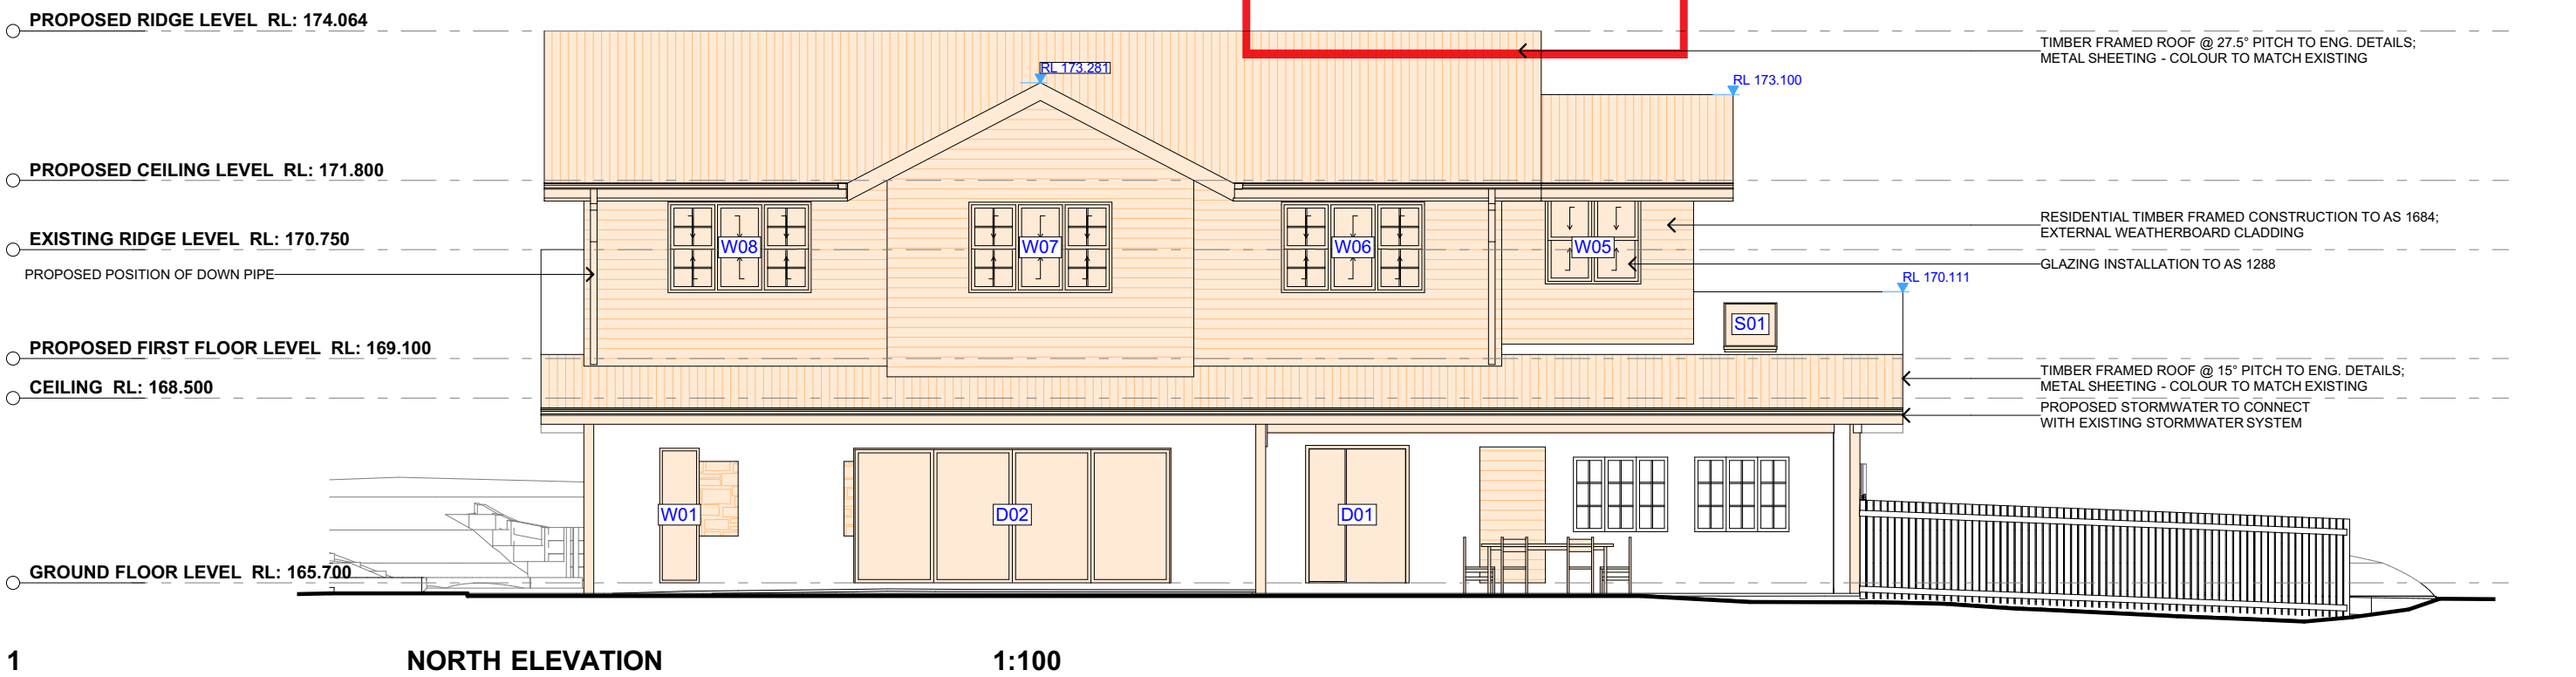 PROPOSED RIDGE LEVEL RL: 174.064
TIMBER FRAMED ROOF @ 27.5° PITCH TO ENG. DETAILS;
METAL SHEETING - COLOUR TO MATCH EXISTING
RL 173.281
RL 173.100
PROPOSED CEILING LEVEL RL: 171.800
RESIDENTIAL TIMBER FRAMED CONSTRUCTION TO AS 1684;
EXTERNAL WEATHERBOARD CLADDING
EXISTING RIDGE LEVEL RL: 170.750
W08
W07
W06
W05
GLAZING INSTALLATION TO AS 1288
PROPOSED POSITION OF DOWN PIPE
RL 170.111
S01
PROPOSED FIRST FLOOR LEVEL RL: 169.100
TIMBER FRAMED ROOF @ 15° PITCH TO ENG. DETAILS;
METAL SHEETING - COLOUR TO MATCH EXISTING
CEILING RL: 168.500
PROPOSED STORMWATER TO CONNECT
WITH EXISTING STORMWATER SYSTEM
W01
D02
D01
GROUND FLOOR LEVEL RL: 165.700
1 NORTH ELEVATION 1:100